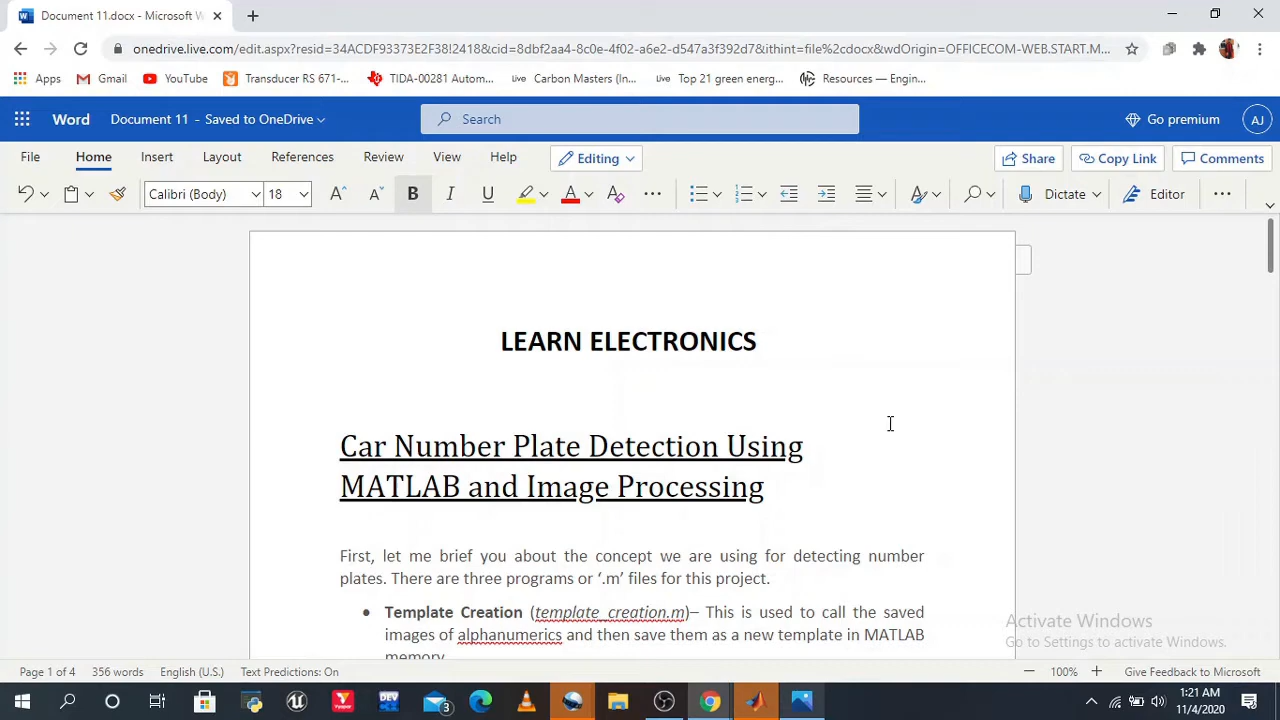 Document 11.docx - Microsoft W
onedrive.live.com/edit.aspx?resid=34ACDF93373E2F38!2418&cid=8dbf2aa4-8c0e-4f02-a6e2-d547a3f392d7&ithint=file%2cdocx&wdOrigin=OFFICECOM-WEB.START.M...
Apps Gmail YouTube Transducer RS 671-... TIDA-00281 Autom... Live Carbon Masters (In... Live Top 21 green energ... Resources — Engin...
Word Document 11 - Saved to OneDrive Search Go premium AJ
File Home Insert Layout References Review View Help Editing Share Copy Link Comments
Calibri (Body) 18 A A B I U A A ... Dictate Editor ...
LEARN ELECTRONICS
Car Number Plate Detection Using
MATLAB and Image Processing
First, let me brief you about the concept we are using for detecting number
plates. There are three programs or ‘.m’ files for this project.
• Template Creation (template_creation.m)– This is used to call the saved
images of alphanumerics and then save them as a new template in MATLAB
memory.
Activate Windows
Go to Settings to activate Windows.
Page 1 of 4 356 words English (U.S.) Text Predictions: On 100% Give Feedback to Microsoft
DEV 3 1:21 AM
11/4/2020